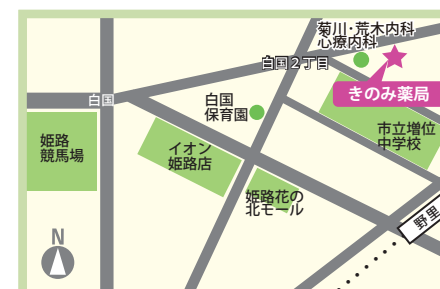 菊川・荒木内科
心療内科
白国2丁目
きのみ薬局
白国
白国
保育園
市立増位
中学校
姫路
競馬場
イオン
姫路店
姫路花の
北モール
野里
N